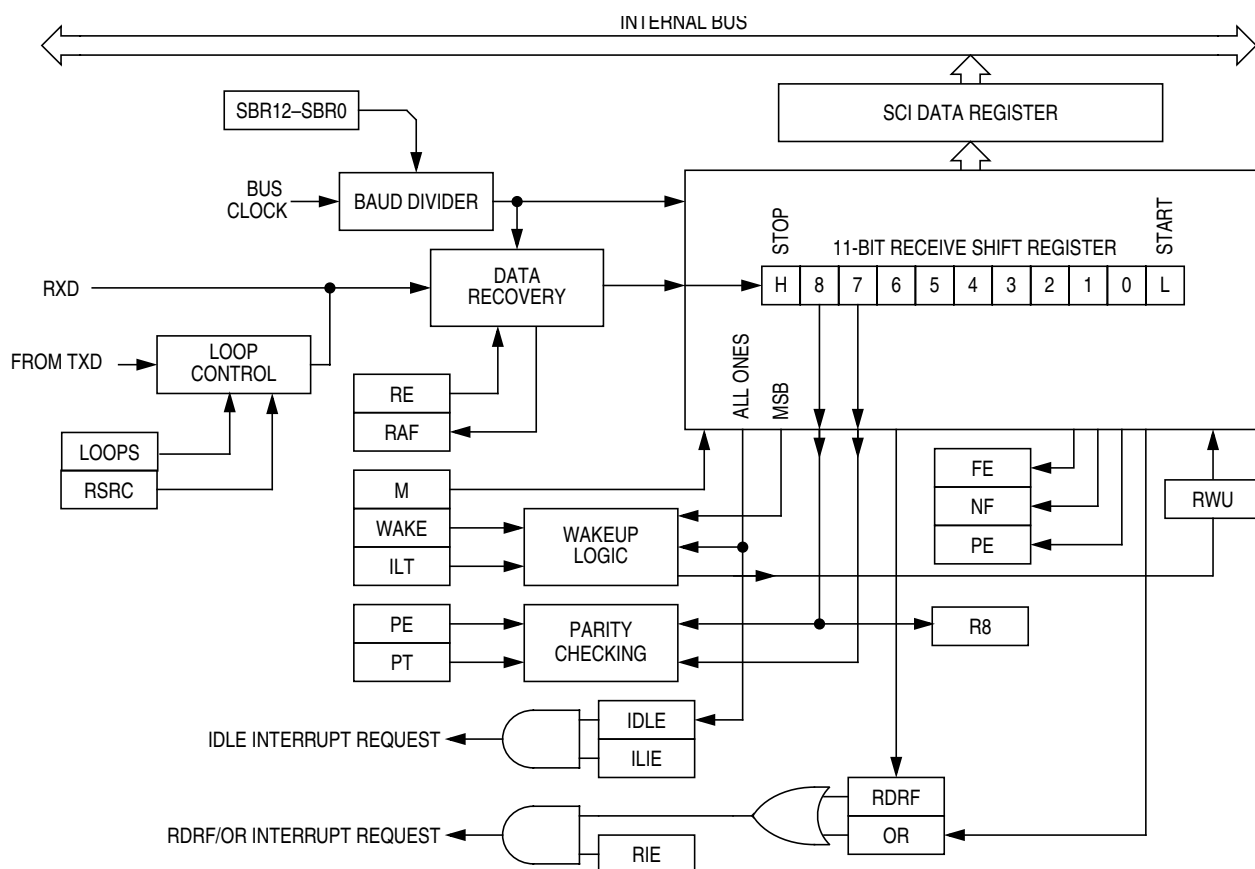 INTERNAL BUS
SBR12–SBR0
SCI DATA REGISTER
BUS
CLOCK
BAUD DIVIDER
STOP
11-BIT RECEIVE SHIFT REGISTER
START
RXD
DATA
RECOVERY
H 8 7 6 5 4 3 2 1 0 L
FROM TXD
LOOP
CONTROL
ALL ONES
MSB
RE
RAF
LOOPS
RSRC
M
WAKE
ILT
WAKEUP
LOGIC
FE
NF
PE
RWU
PE
PT
PARITY
CHECKING
R8
IDLE INTERRUPT REQUEST
IDLE
ILIE
RDRF/OR INTERRUPT REQUEST
RDRF
OR
RIE